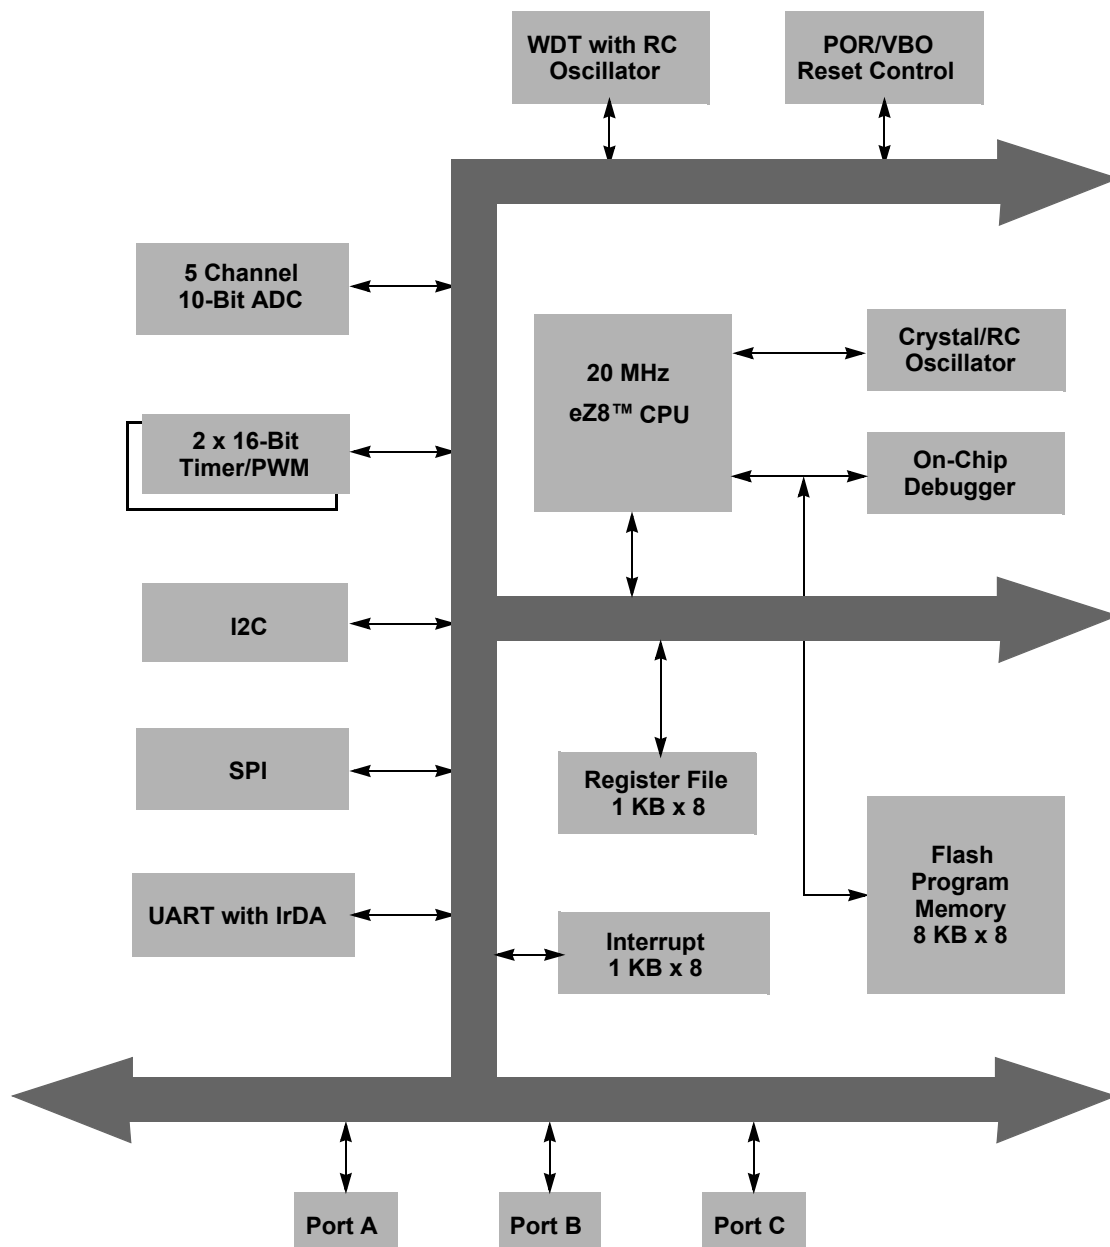 WDT with RC
Oscillator
POR/VBO
Reset Control
5 Channel
10-Bit ADC
20 MHz
eZ8™ CPU
Crystal/RC
Oscillator
2 x 16-Bit
Timer/PWM
On-Chip
Debugger
I2C
SPI
Register File
1 KB x 8
Flash
Program
Memory
8 KB x 8
UART with IrDA
Interrupt
1 KB x 8
Port A
Port B
Port C